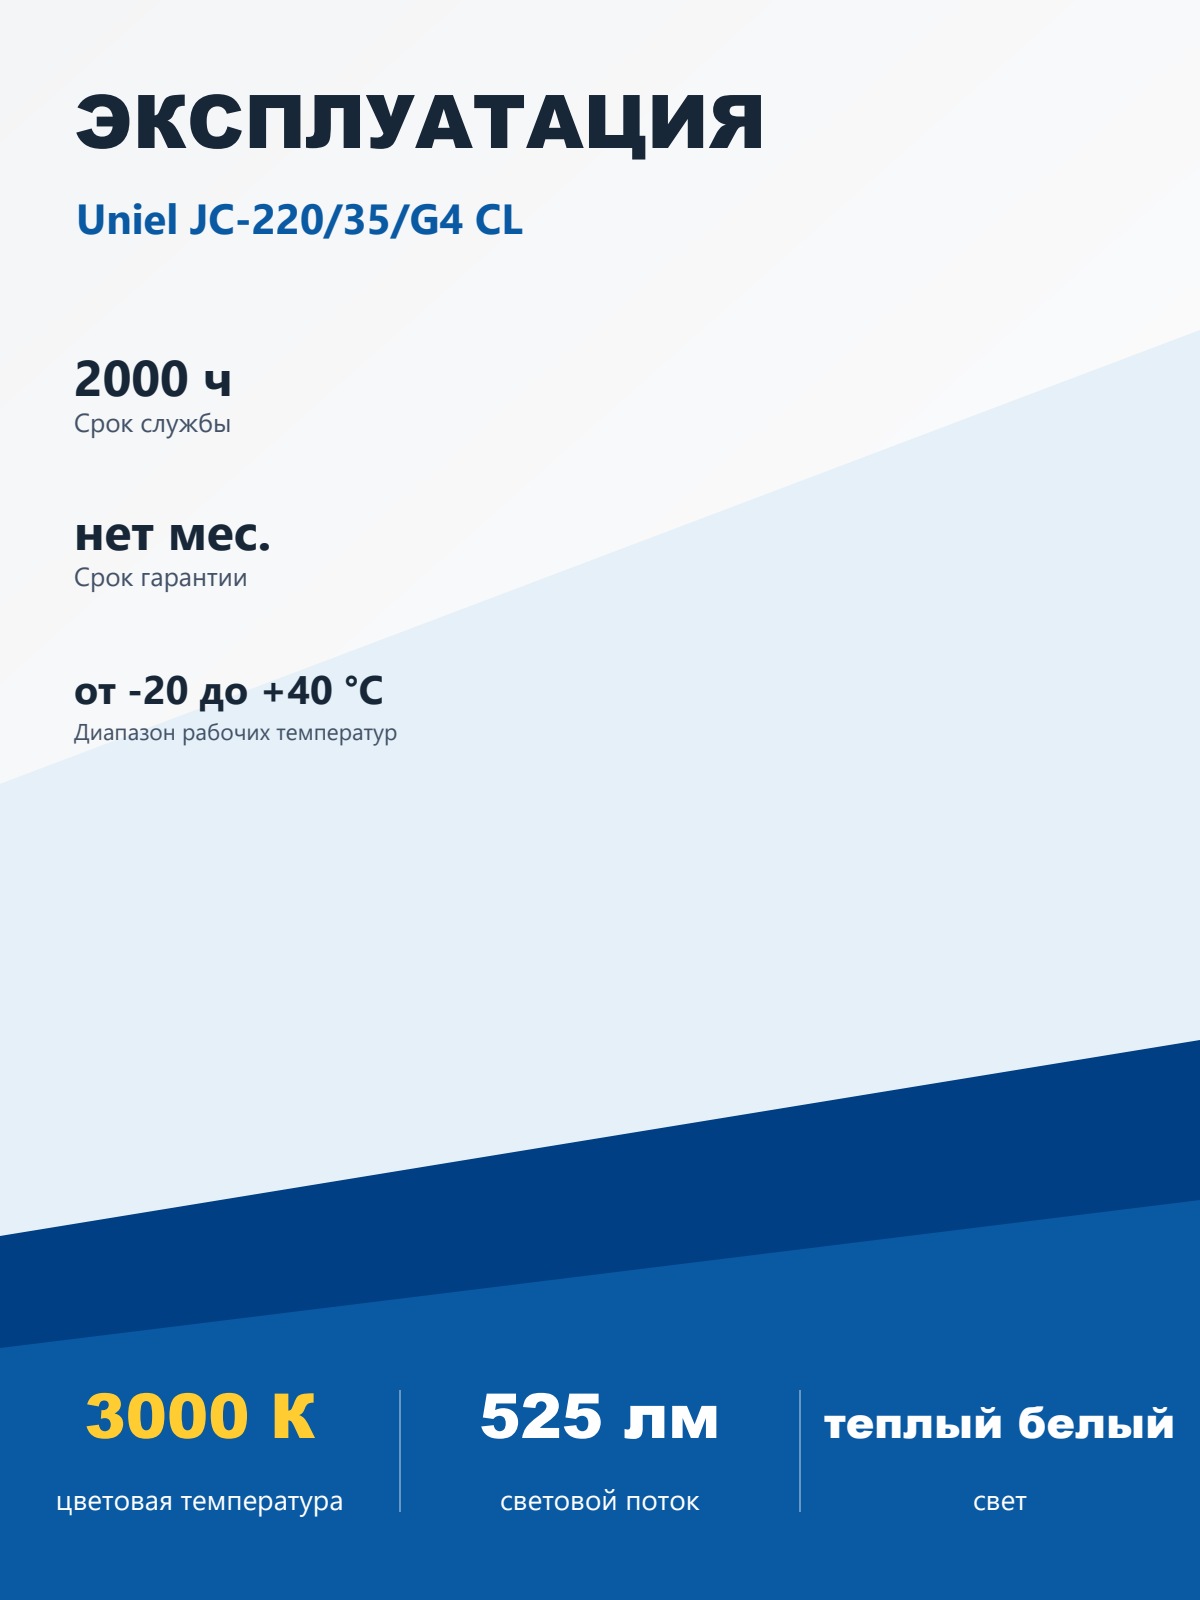 ЭКСПЛУАТАЦИЯ
Uniel JC-220/35/G4 CL
2000 ч
Срок службы
нет мес.
Срок гарантии
от -20 до +40 °C
Диапазон рабочих температур
3000 К
цветовая температура
525 лм
световой поток
теплый белый
свет